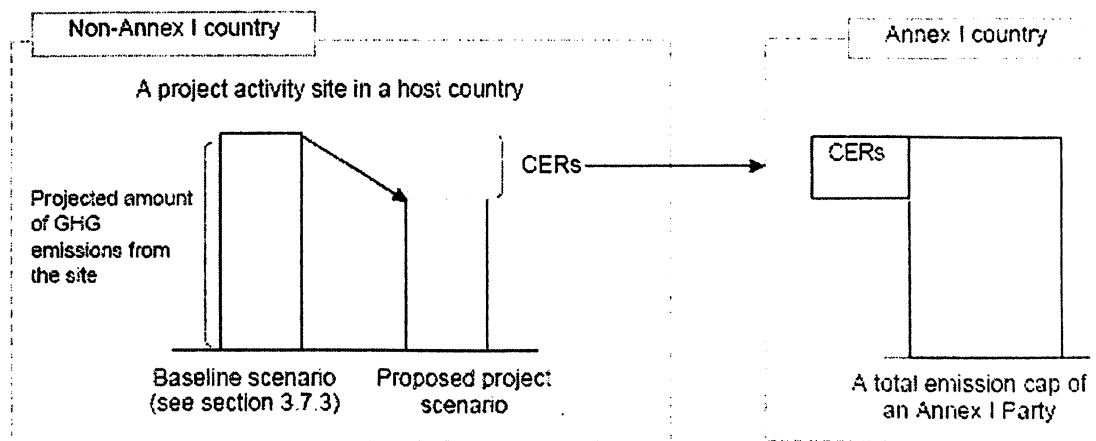 Non-Annex I country
A project activity site in a host country
Projected amount
of GHG
emissions from
the site
CERs
Baseline scenario
(see section 3.7.3)
Proposed project
scenario
Annex I country
CERs
A total emission cap of
an Annex I Party